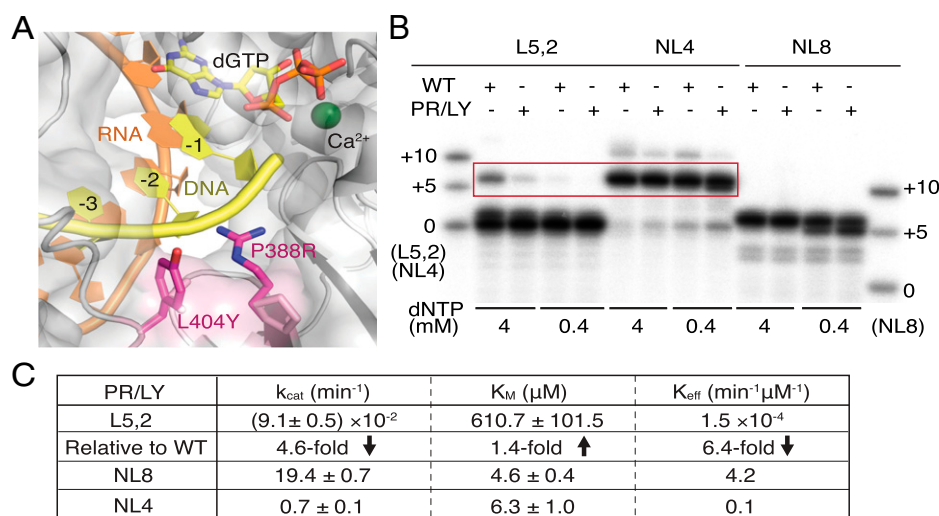 A
dGTP
Ca²⁺
RNA
-1
-2
DNA
-3
P388R
L404Y
B
L5,2 NL4 NL8
WT + - + - + - + - + - + -
PR/LY - + - + - + - + - + - +
+10
+5
0
(L5,2)
(NL4)
+10
+5
0
(NL8)
dNTP
(mM)
4 0.4 4 0.4 4 0.4
C
PR/LY kcat (min⁻¹) KM (µM) Keff (min⁻¹µM⁻¹)
L5,2 (9.1± 0.5) ×10⁻² 610.7 ± 101.5 1.5 ×10⁻⁴
Relative to WT 4.6-fold ↓ 1.4-fold ↑ 6.4-fold ↓
NL8 19.4 ± 0.7 4.6 ± 0.4 4.2
NL4 0.7 ± 0.1 6.3 ± 1.0 0.1